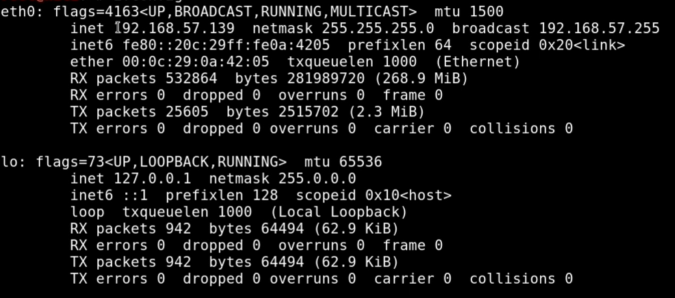 eth0: flags=4163<UP,BROADCAST,RUNNING,MULTICAST>  mtu 1500
        inet 192.168.57.139  netmask 255.255.255.0  broadcast 192.168.57.255
        inet6 fe80::20c:29ff:fe0a:4205  prefixlen 64  scopeid 0x20<link>
        ether 00:0c:29:0a:42:05  txqueuelen 1000  (Ethernet)
        RX packets 532864  bytes 281989720 (268.9 MiB)
        RX errors 0  dropped 0  overruns 0  frame 0
        TX packets 25605  bytes 2515702 (2.3 MiB)
        TX errors 0  dropped 0 overruns 0  carrier 0  collisions 0

lo: flags=73<UP,LOOPBACK,RUNNING>  mtu 65536
        inet 127.0.0.1  netmask 255.0.0.0
        inet6 ::1  prefixlen 128  scopeid 0x10<host>
        loop  txqueuelen 1000  (Local Loopback)
        RX packets 942  bytes 64494 (62.9 KiB)
        RX errors 0  dropped 0  overruns 0  frame 0
        TX packets 942  bytes 64494 (62.9 KiB)
        TX errors 0  dropped 0 overruns 0  carrier 0  collisions 0